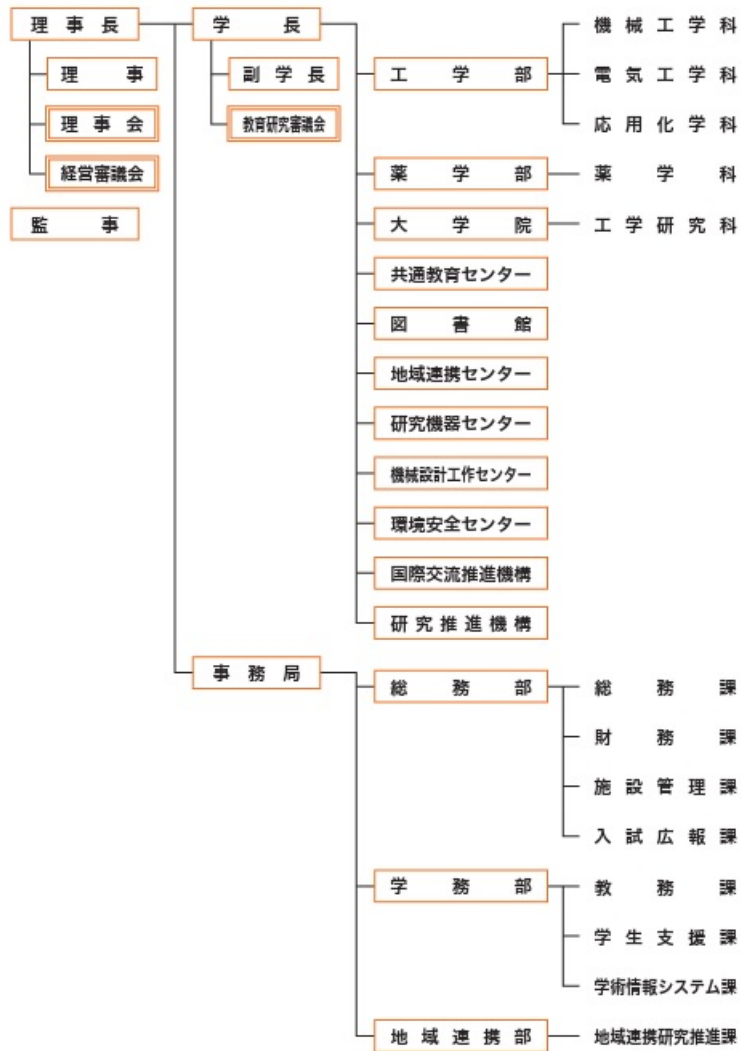 理事長
理事
理事会
経営審議会
監事
学長
副学長
教育研究審議会
工学部
機械工学科
電気工学科
応用化学科
薬学部
薬学科
大学院
工学研究科
共通教育センター
図書館
地域連携センター
研究機器センター
機械設計工作センター
環境安全センター
国際交流推進機構
研究推進機構
事務局
総務部
総務課
財務課
施設管理課
入試広報課
学務部
教務課
学生支援課
学術情報システム課
地域連携部
地域連携研究推進課